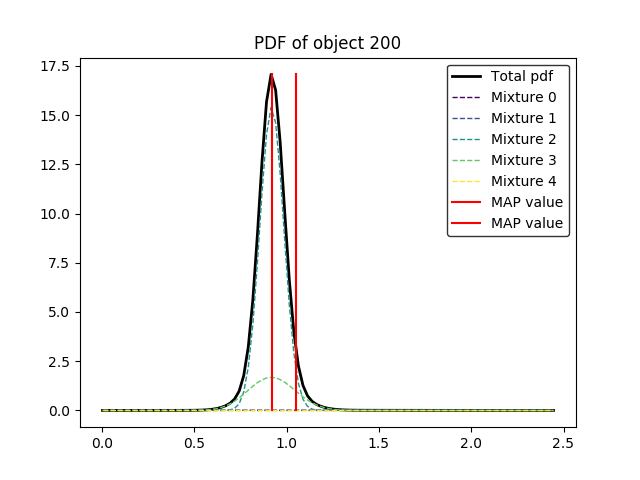 PDF of object 200
17.5
15.0
12.5
10.0
7.5
5.0
2.5
0.0
Total pdf
Mixture 0
Mixture 1
Mixture 2
Mixture 3
Mixture 4
MAP value
MAP value
0.0 0.5 1.0 1.5 2.0 2.5